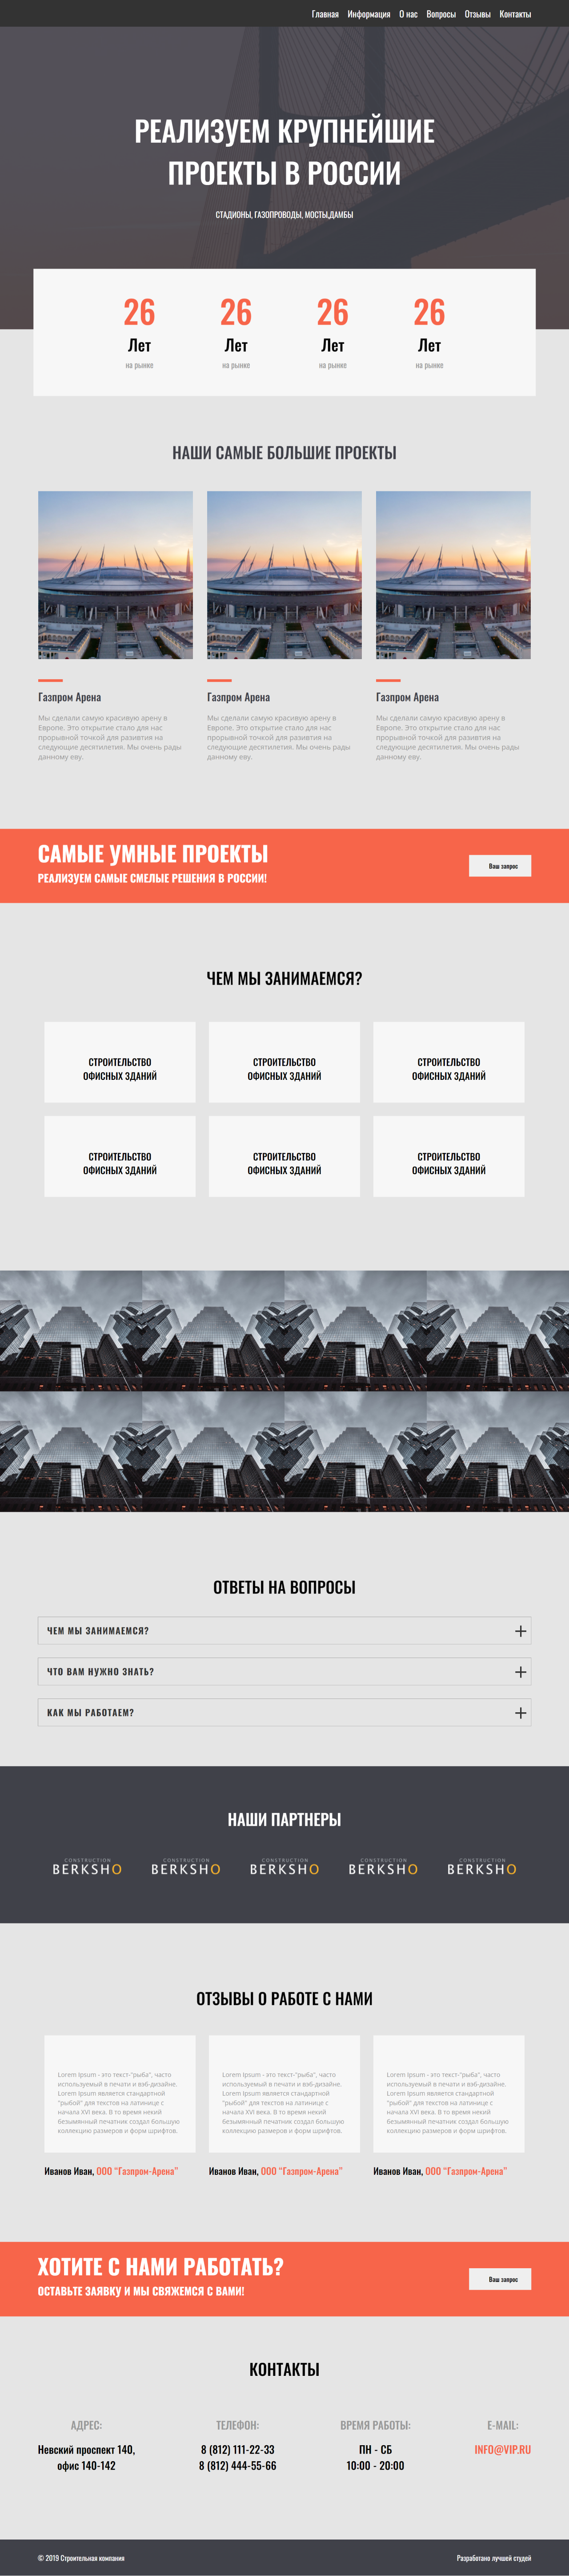 Главная Информация О нас Вопросы Отзывы Контакты
РЕАЛИЗУЕМ КРУПНЕЙШИЕ
ПРОЕКТЫ В РОССИИ
СТАДИОНЫ, ГАЗОПРОВОДЫ, МОСТЫ,ДАМБЫ
26 26 26 26
Лет Лет Лет Лет
на рынке на рынке на рынке на рынке
НАШИ САМЫЕ БОЛЬШИЕ ПРОЕКТЫ
Газпром Арена
Мы сделали самую красивую арену в
Европе. Это открытие стало для нас
прорывной точкой для разивтия на
следующие десятилетия. Мы очень рады
данному еву.
Газпром Арена
Мы сделали самую красивую арену в
Европе. Это открытие стало для нас
прорывной точкой для разивтия на
следующие десятилетия. Мы очень рады
данному еву.
Газпром Арена
Мы сделали самую красивую арену в
Европе. Это открытие стало для нас
прорывной точкой для разивтия на
следующие десятилетия. Мы очень рады
данному еву.
САМЫЕ УМНЫЕ ПРОЕКТЫ
РЕАЛИЗУЕМ САМЫЕ СМЕЛЫЕ РЕШЕНИЯ В РОССИИ!
Ваш запрос
ЧЕМ МЫ ЗАНИМАЕМСЯ?
СТРОИТЕЛЬСТВО
ОФИСНЫХ ЗДАНИЙ
СТРОИТЕЛЬСТВО
ОФИСНЫХ ЗДАНИЙ
СТРОИТЕЛЬСТВО
ОФИСНЫХ ЗДАНИЙ
СТРОИТЕЛЬСТВО
ОФИСНЫХ ЗДАНИЙ
СТРОИТЕЛЬСТВО
ОФИСНЫХ ЗДАНИЙ
СТРОИТЕЛЬСТВО
ОФИСНЫХ ЗДАНИЙ
ОТВЕТЫ НА ВОПРОСЫ
ЧЕМ МЫ ЗАНИМАЕМСЯ?
ЧТО ВАМ НУЖНО ЗНАТЬ?
КАК МЫ РАБОТАЕМ?
НАШИ ПАРТНЕРЫ
CONSTRUCTION
BERKSHO
CONSTRUCTION
BERKSHO
CONSTRUCTION
BERKSHO
CONSTRUCTION
BERKSHO
CONSTRUCTION
BERKSHO
ОТЗЫВЫ О РАБОТЕ С НАМИ
Lorem Ipsum - это текст-"рыба", часто
используемый в печати и вэб-дизайне.
Lorem Ipsum является стандартной
"рыбой" для текстов на латинице с
начала XVI века. В то время некий
безымянный печатник создал большую
коллекцию размеров и форм шрифтов.
Иванов Иван, ООО “Газпром-Арена”
Lorem Ipsum - это текст-"рыба", часто
используемый в печати и вэб-дизайне.
Lorem Ipsum является стандартной
"рыбой" для текстов на латинице с
начала XVI века. В то время некий
безымянный печатник создал большую
коллекцию размеров и форм шрифтов.
Иванов Иван, ООО “Газпром-Арена”
Lorem Ipsum - это текст-"рыба", часто
используемый в печати и вэб-дизайне.
Lorem Ipsum является стандартной
"рыбой" для текстов на латинице с
начала XVI века. В то время некий
безымянный печатник создал большую
коллекцию размеров и форм шрифтов.
Иванов Иван, ООО “Газпром-Арена”
ХОТИТЕ С НАМИ РАБОТАТЬ?
ОСТАВЬТЕ ЗАЯВКУ И МЫ СВЯЖЕМСЯ С ВАМИ!
Ваш запрос
КОНТАКТЫ
АДРЕС:
Невский проспект 140,
офис 140-142
ТЕЛЕФОН:
8 (812) 111-22-33
8 (812) 444-55-66
ВРЕМЯ РАБОТЫ:
ПН - СБ
10:00 - 20:00
E-MAIL:
INFO@VIP.RU
© 2019 Строительная компания
Разработано лучшей студей